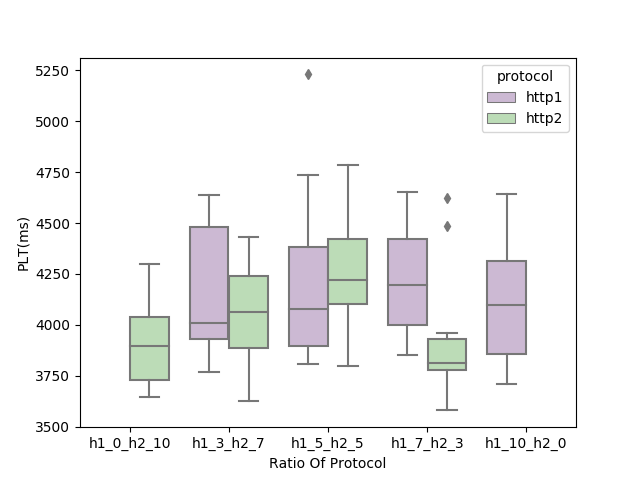 protocol
http1
http2
5250
5000
4750
4500
4250
4000
3750
3500
PLT(ms)
h1_0_h2_10 h1_3_h2_7 h1_5_h2_5 h1_7_h2_3 h1_10_h2_0
Ratio Of Protocol